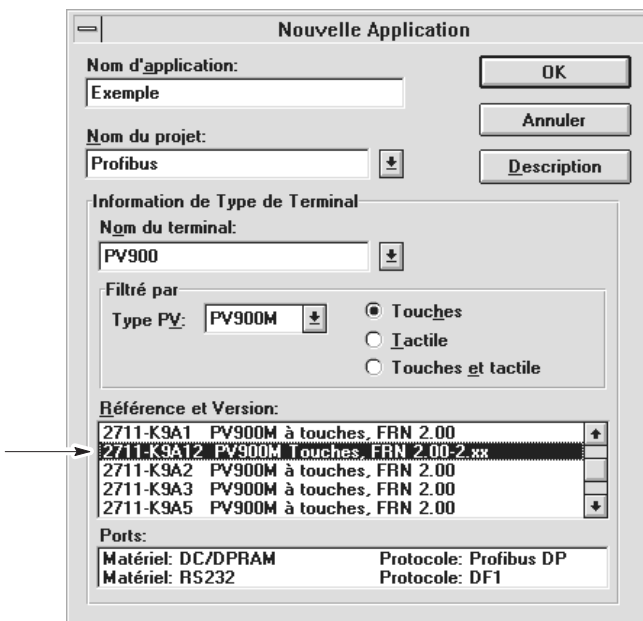 Nouvelle Application
Nom d'application:
Exemple
OK
Annuler
Nom du projet:
Profibus
Description
Information de Type de Terminal
Nom du terminal:
PV900
Filtré par
Type PV: PV900M
Touches
Tactile
Touches et tactile
Référence et Version:
2711-K9A1 PV900M à touches, FRN 2.00
2711-K9A12 PV900M Touches, FRN 2.00-2.xx
2711-K9A2 PV900M à touches, FRN 2.00
2711-K9A3 PV900M à touches, FRN 2.00
2711-K9A5 PV900M à touches, FRN 2.00
Ports:
Matériel: DC/DPRAM Protocole: Profibus DP
Matériel: RS232 Protocole: DF1